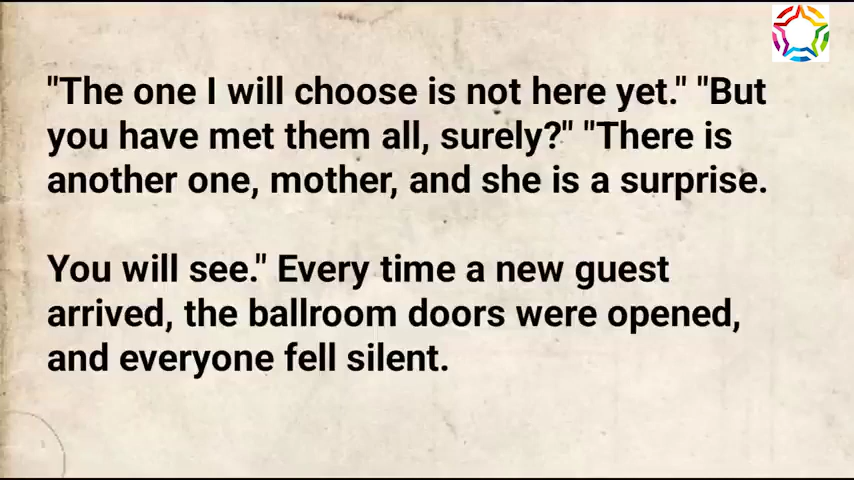 "The one I will choose is not here yet." "But
you have met them all, surely?" "There is
another one, mother, and she is a surprise.
You will see." Every time a new guest
arrived, the ballroom doors were opened,
and everyone fell silent.